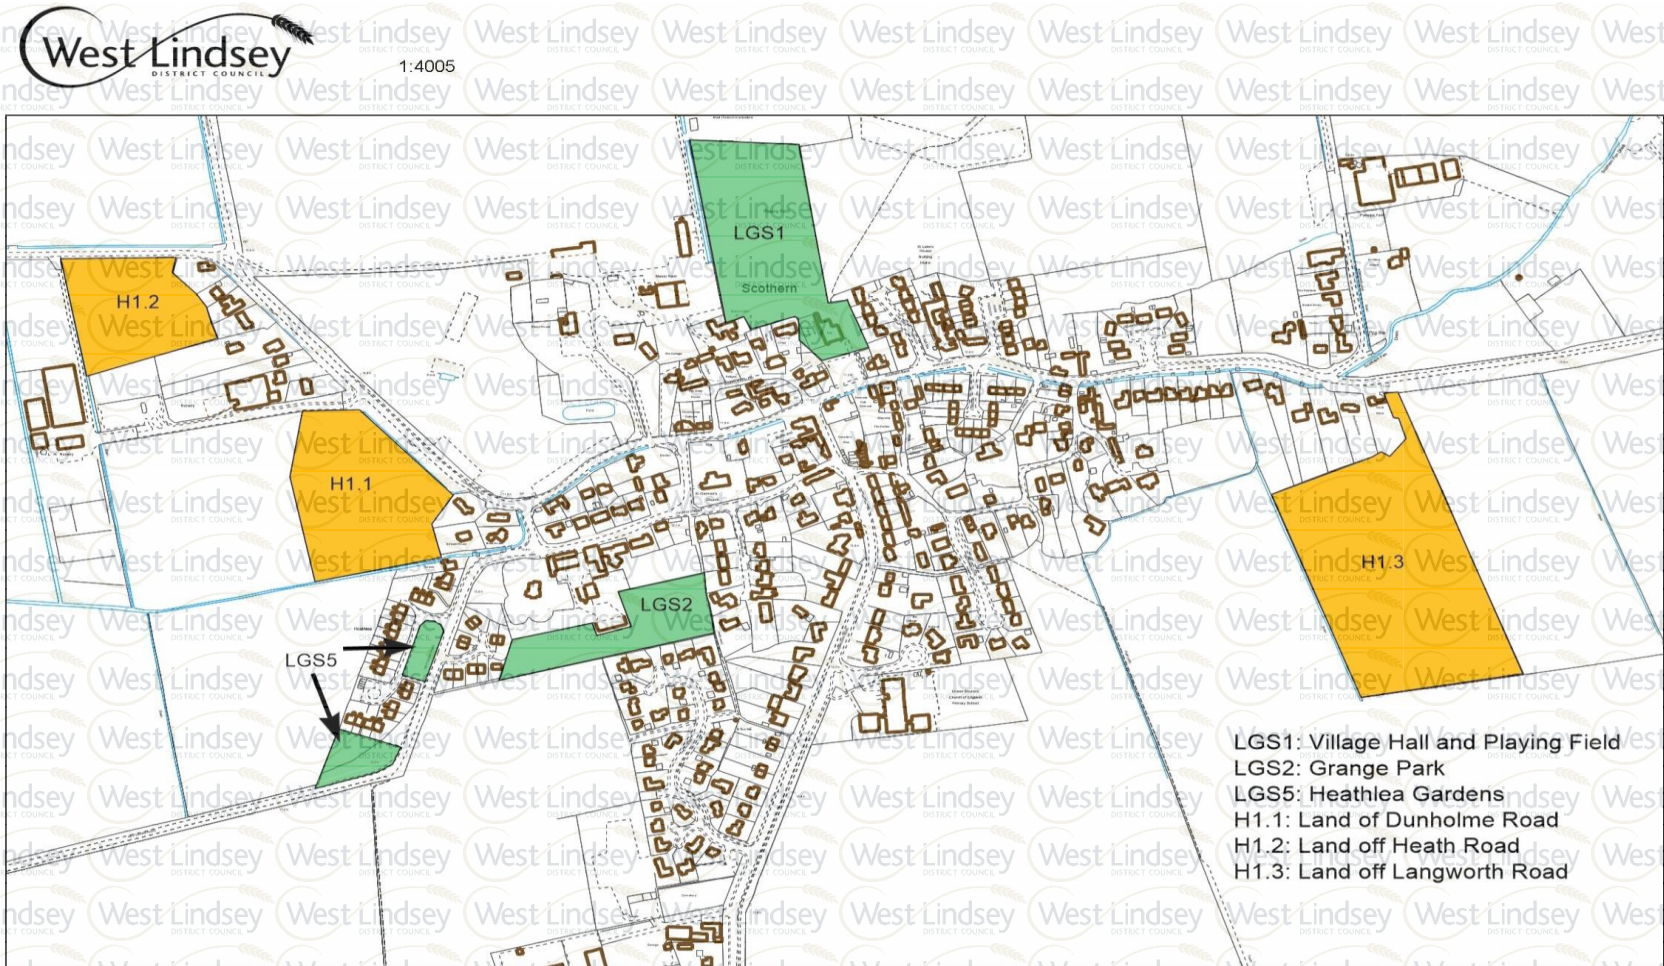 West Lindsey
DISTRICT COUNCIL
1:4005
LGS1
Scothern
H1.2
H1.1
LGS2
LGS5
H1.3
LGS1: Village Hall and Playing Field
LGS2: Grange Park
LGS5: Heathlea Gardens
H1.1: Land of Dunholme Road
H1.2: Land off Heath Road
H1.3: Land off Langworth Road